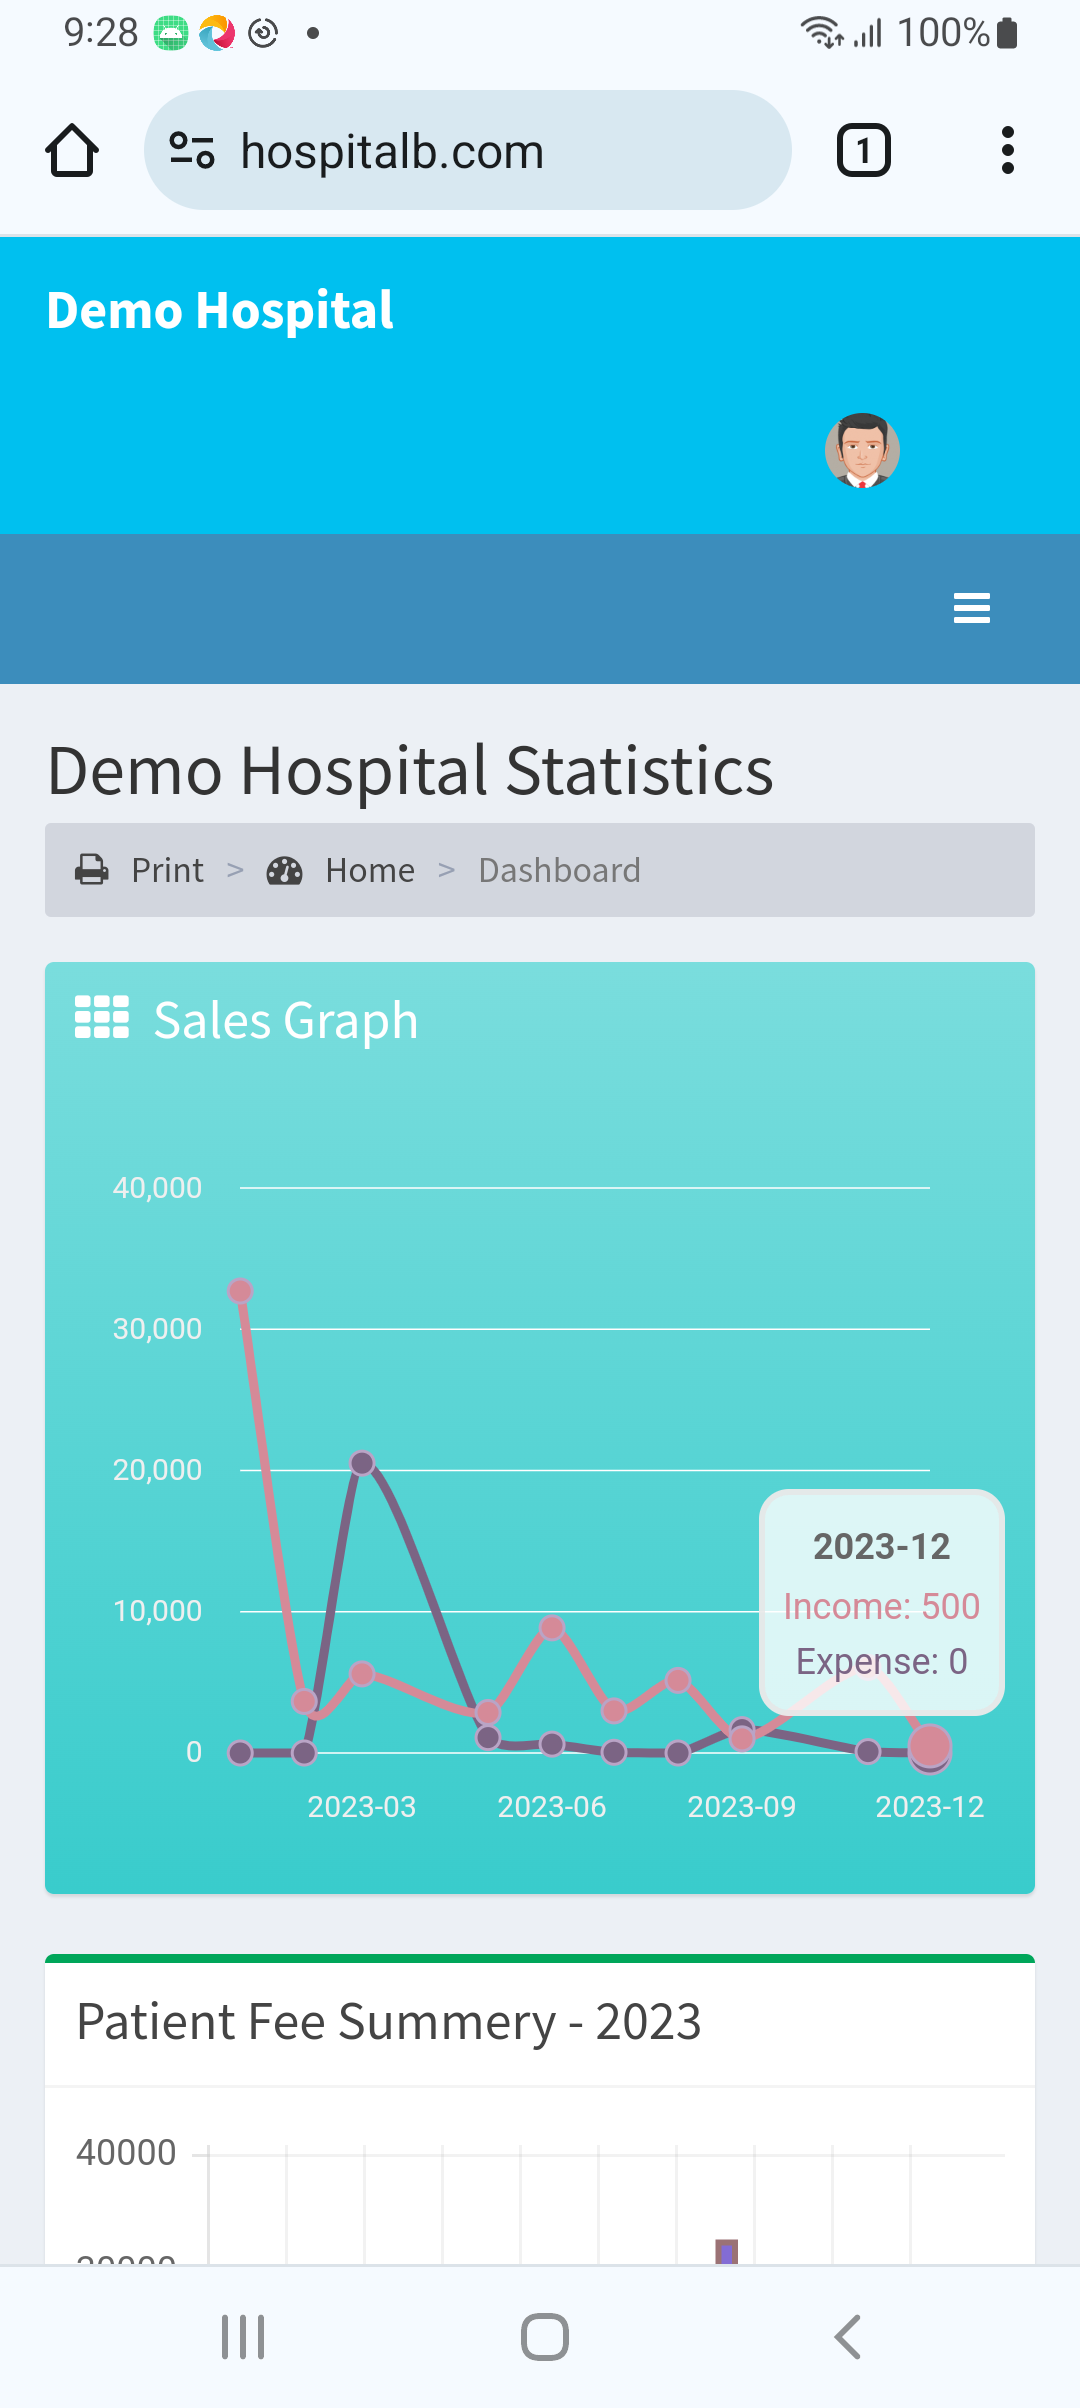 9:28
100%
hospitalb.com
1
Demo Hospital
Demo Hospital Statistics
Print > Home > Dashboard
Sales Graph
40,000
30,000
20,000
10,000
0
2023-12
Income: 500
Expense: 0
2023-03 2023-06 2023-09 2023-12
Patient Fee Summery - 2023
40000